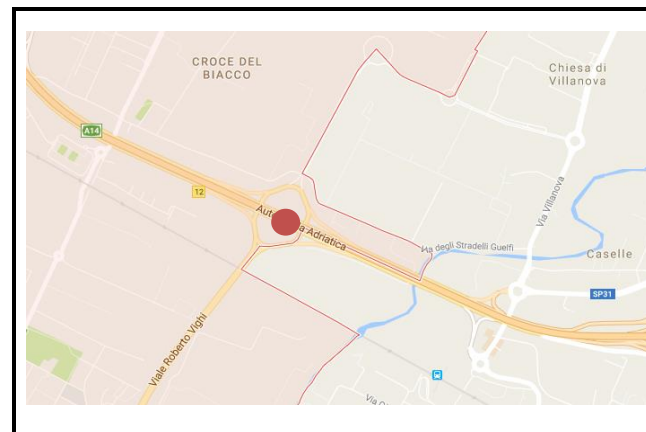 CROCE DEL
BIACCO
Chiesa di
Villanova
A14
12
Adriatica
Via Villanova
Via degli Stradelli Guelfi
Caselle
SP31
Viale Roberto Vighi
Via